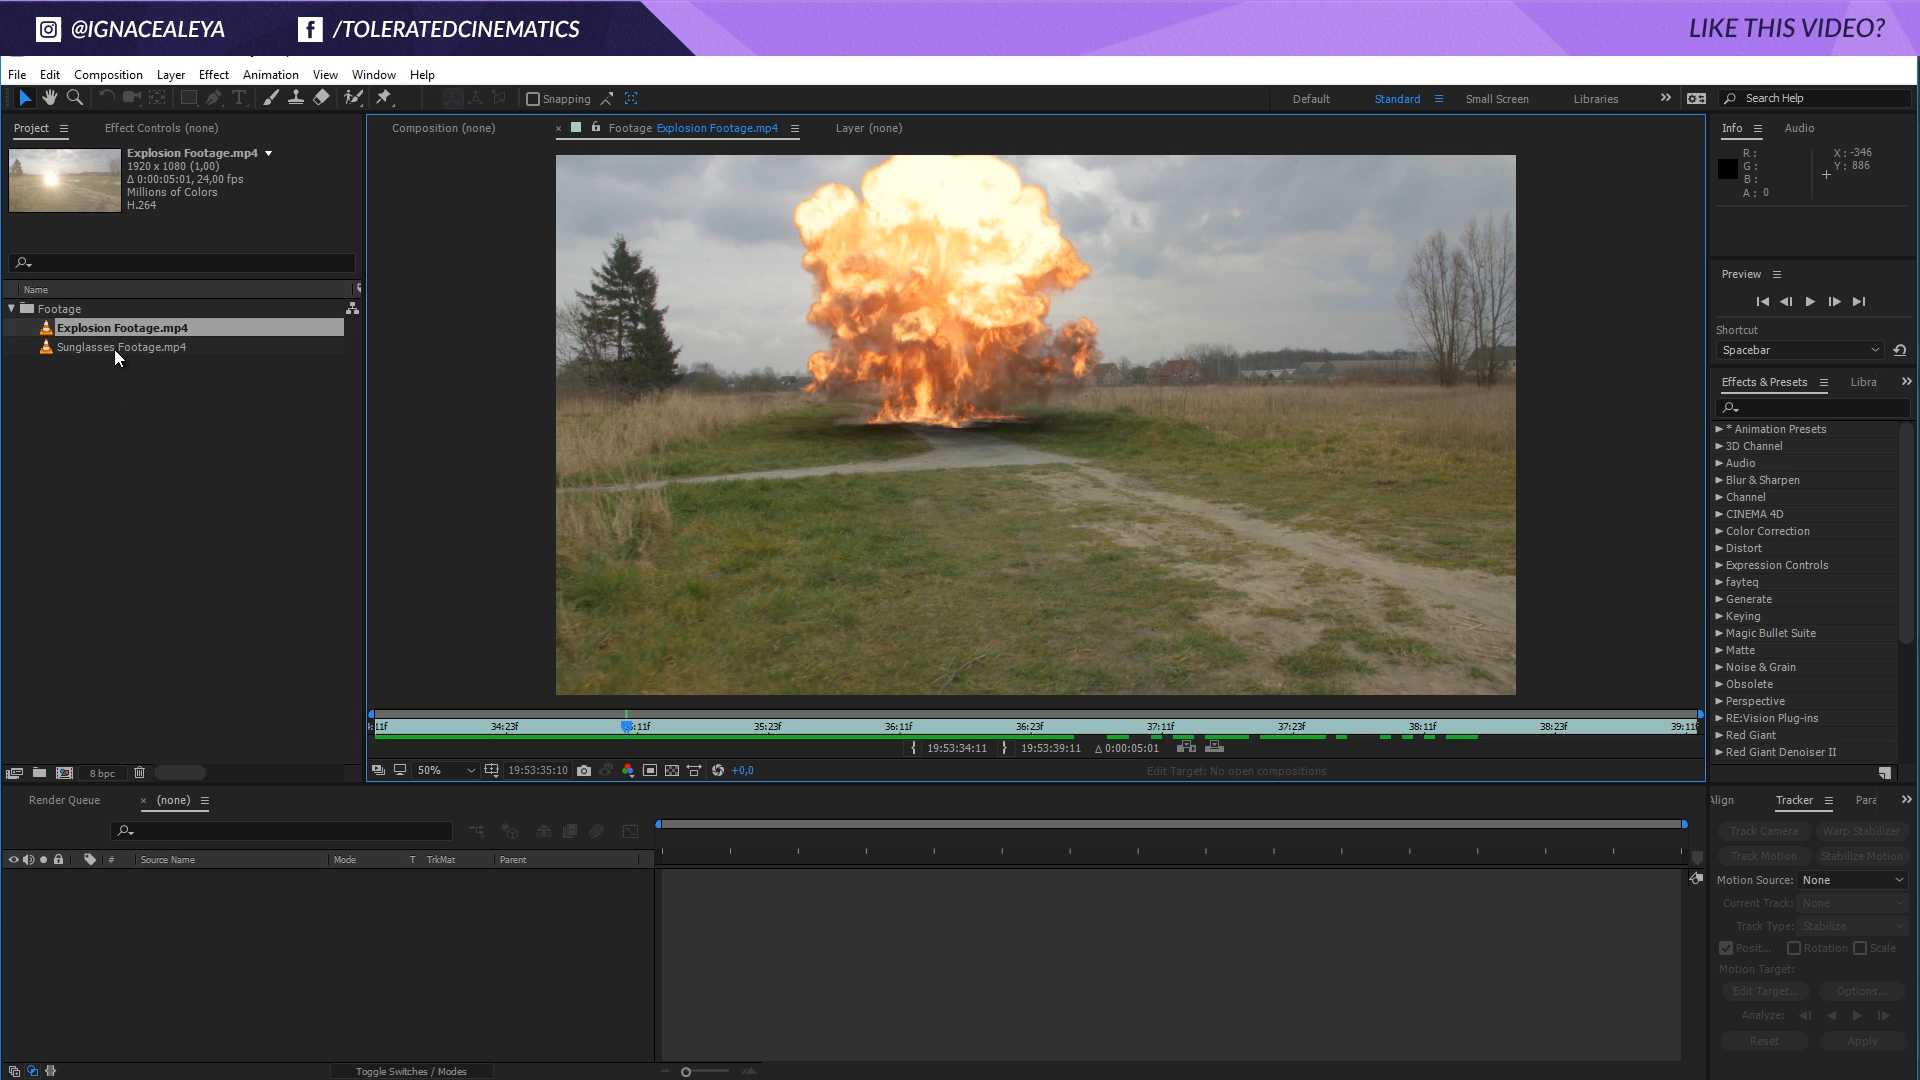 @IGNACEALEYA
/TOLERATEDCINEMATICS
LIKE THIS VIDEO?
File Edit Composition Layer Effect Animation View Window Help
Snapping
Default Standard Small Screen Libraries
Search Help
Project Effect Controls (none)
Explosion Footage.mp4
1920 x 1080 (1,00)
Δ 0:00:05:01, 24,00 fps
Millions of Colors
H.264
Name
Footage
Explosion Footage.mp4
Sunglasses Footage.mp4
8 bpc
Composition (none)
Footage Explosion Footage.mp4
Layer (none)
34:23f 35:23f 36:11f 36:23f 37:11f 37:23f 38:11f 38:23f 39:11f
19:53:34:11 19:53:39:11 Δ 0:00:05:01
50% 19:53:35:10 +0,0
Edit Target: No open compositions
Info Audio
R :
G :
B :
A : 0
X : -346
Y : 886
Preview
Shortcut
Spacebar
Effects & Presets Libra
* Animation Presets
3D Channel
Audio
Blur & Sharpen
Channel
CINEMA 4D
Color Correction
Distort
Expression Controls
fayteq
Generate
Keying
Magic Bullet Suite
Matte
Noise & Grain
Obsolete
Perspective
RE:Vision Plug-ins
Red Giant
Red Giant Denoiser II
Render Queue (none)
# Source Name Mode T TrkMat Parent
Toggle Switches / Modes
Align Tracker Para
Track Camera Warp Stabilizer
Track Motion Stabilize Motion
Motion Source: None
Current Track: None
Track Type: Stabilize
Posit... Rotation Scale
Motion Target:
Edit Target... Options...
Analyze:
Reset Apply